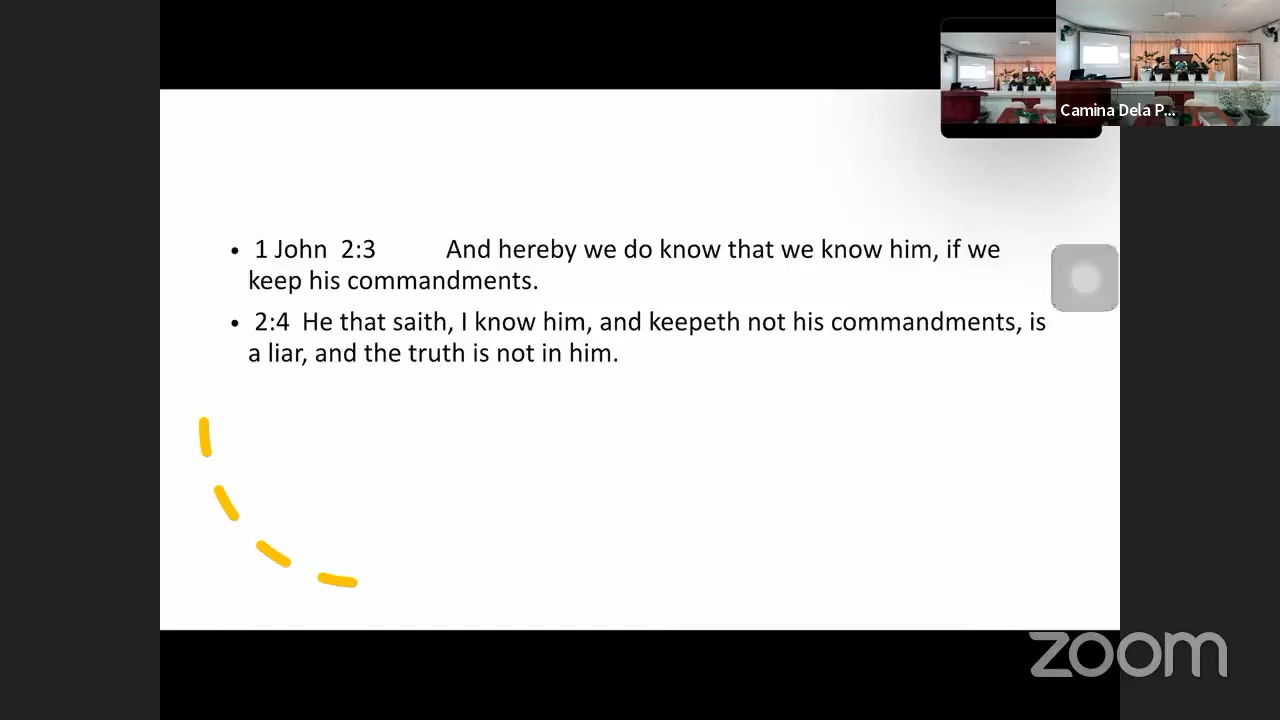 Camina Dela P...
• 1 John 2:3 And hereby we do know that we know him, if we
keep his commandments.
• 2:4 He that saith, I know him, and keepeth not his commandments, is
a liar, and the truth is not in him.
zoom